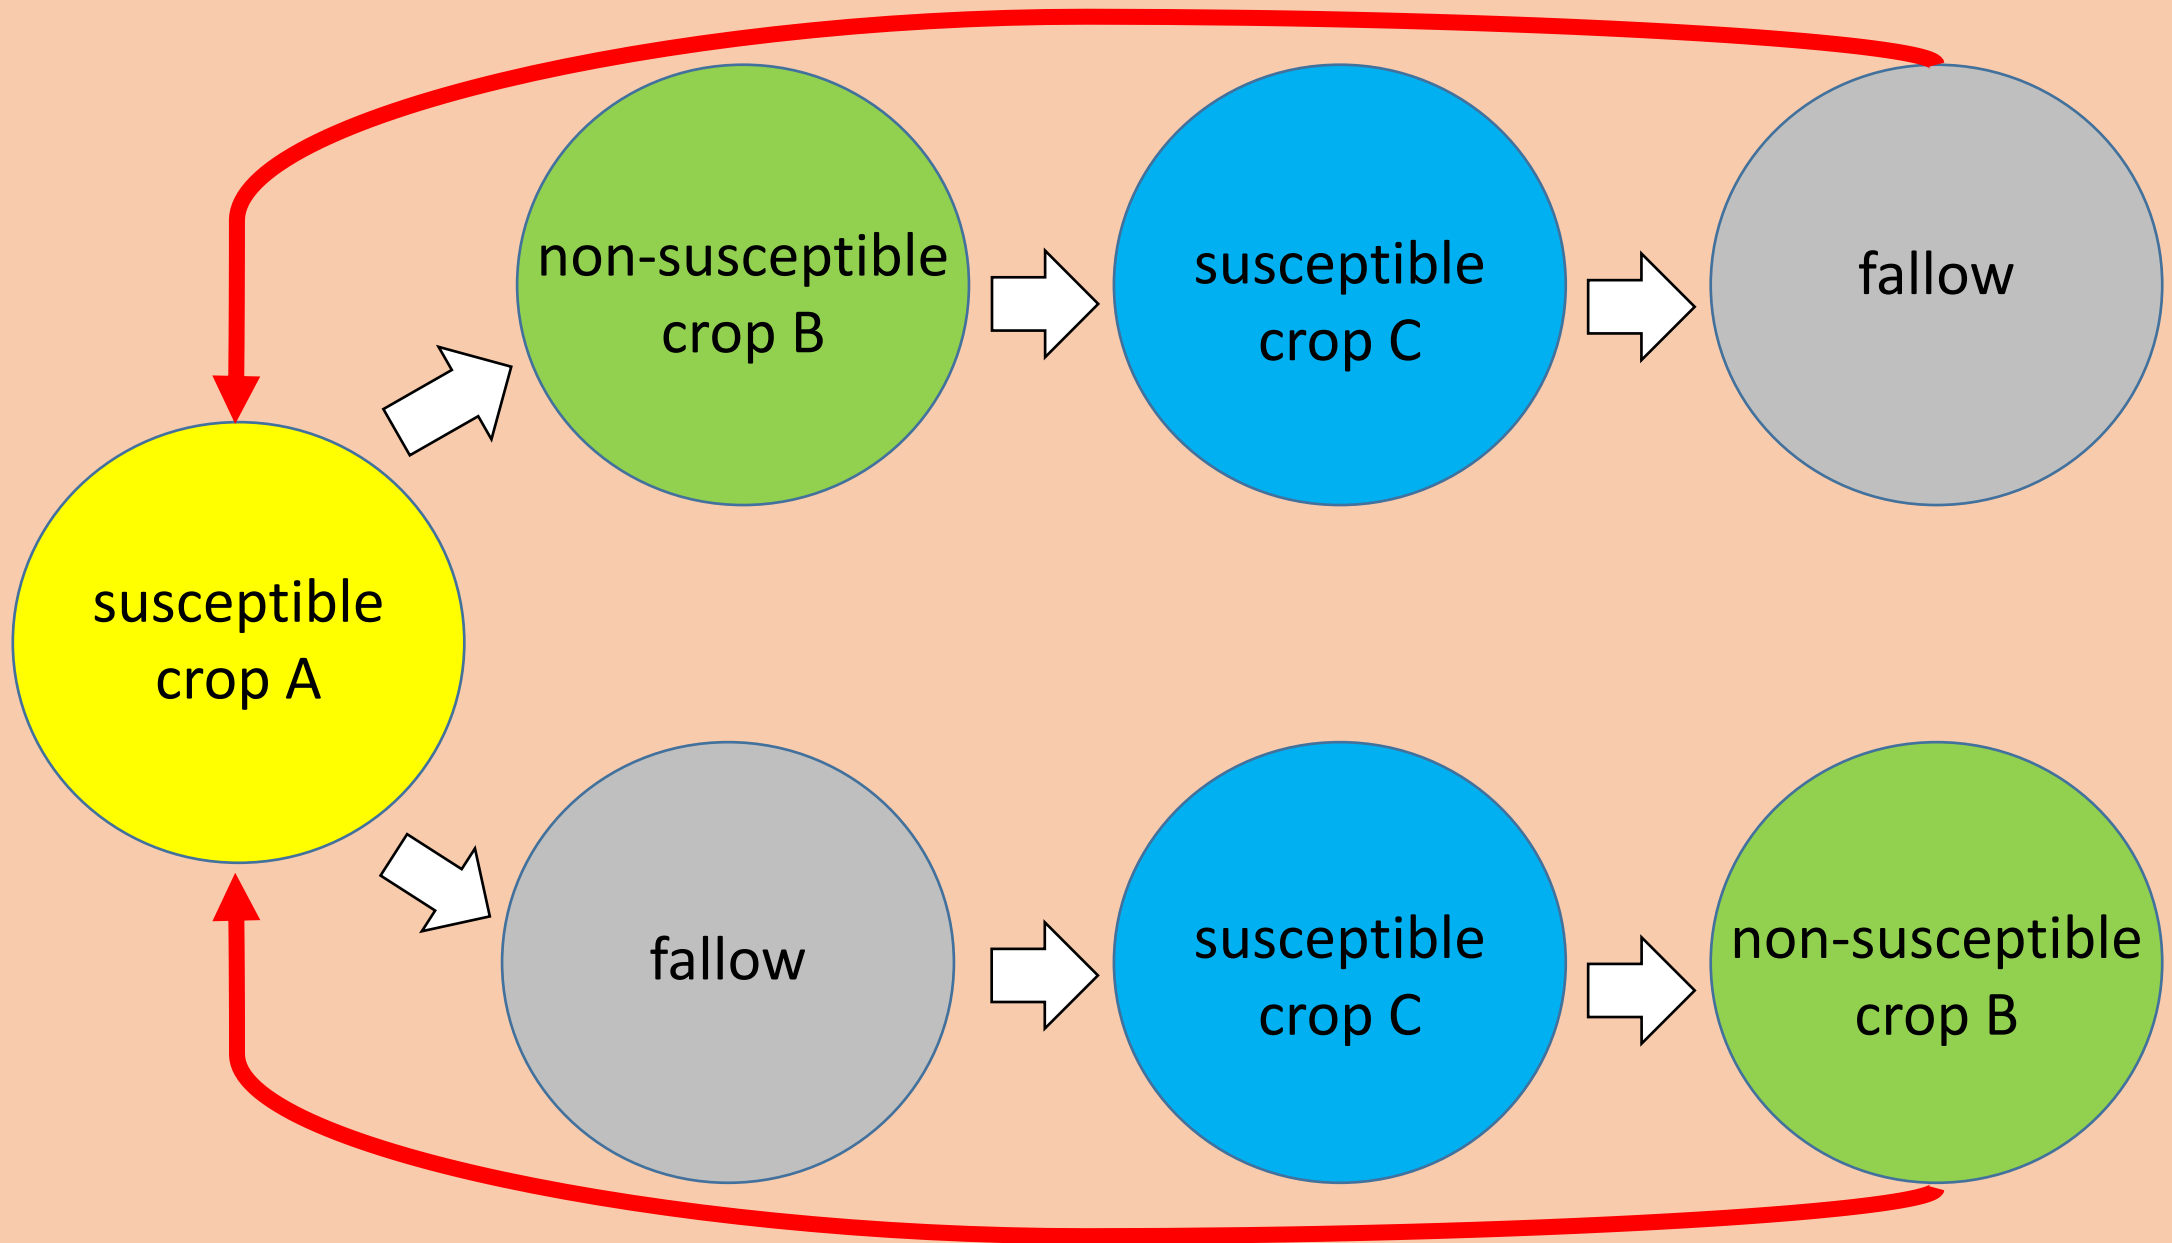 non-susceptible
crop B
susceptible
crop C
fallow
susceptible
crop A
fallow
susceptible
crop C
non-susceptible
crop B